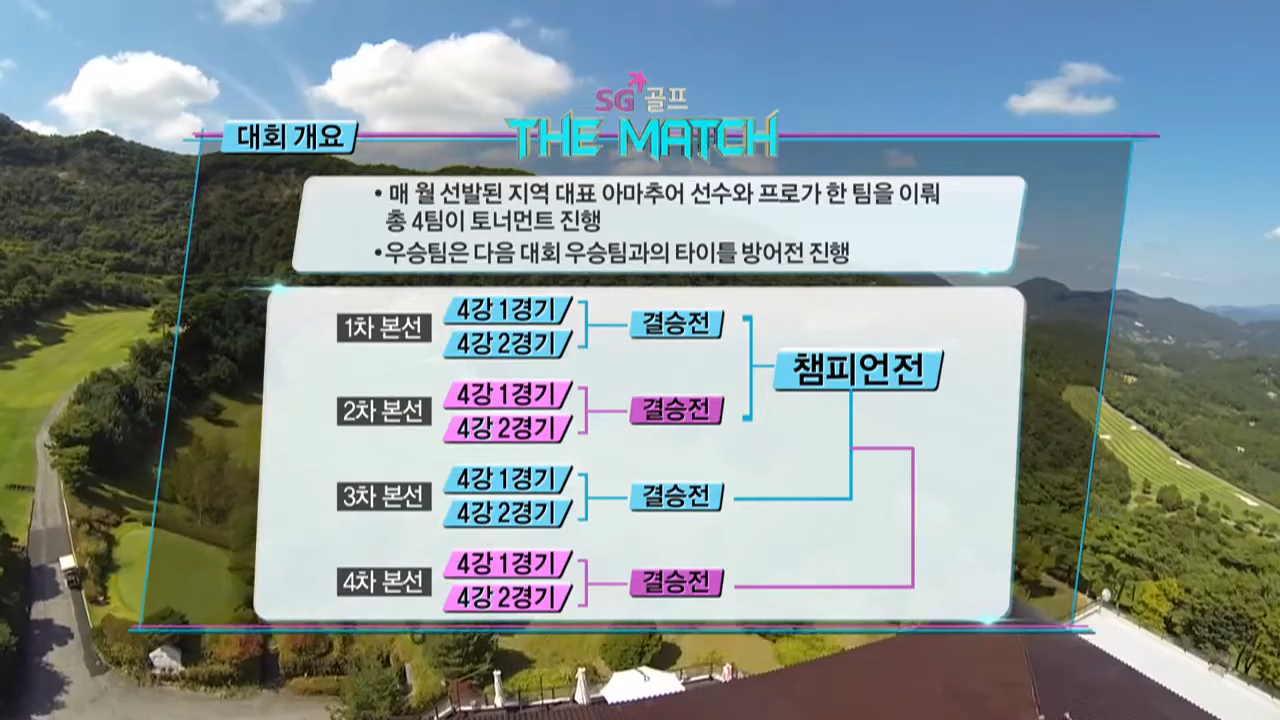 SG골프
THE MATCH
대회 개요
• 매 월 선발된 지역 대표 아마추어 선수와 프로가 한 팀을 이뤄
총 4팀이 토너먼트 진행
• 우승팀은 다음 대회 우승팀과의 타이틀 방어전 진행
1차 본선
4강 1경기
4강 2경기
결승전
2차 본선
4강 1경기
4강 2경기
결승전
챔피언전
3차 본선
4강 1경기
4강 2경기
결승전
4차 본선
4강 1경기
4강 2경기
결승전